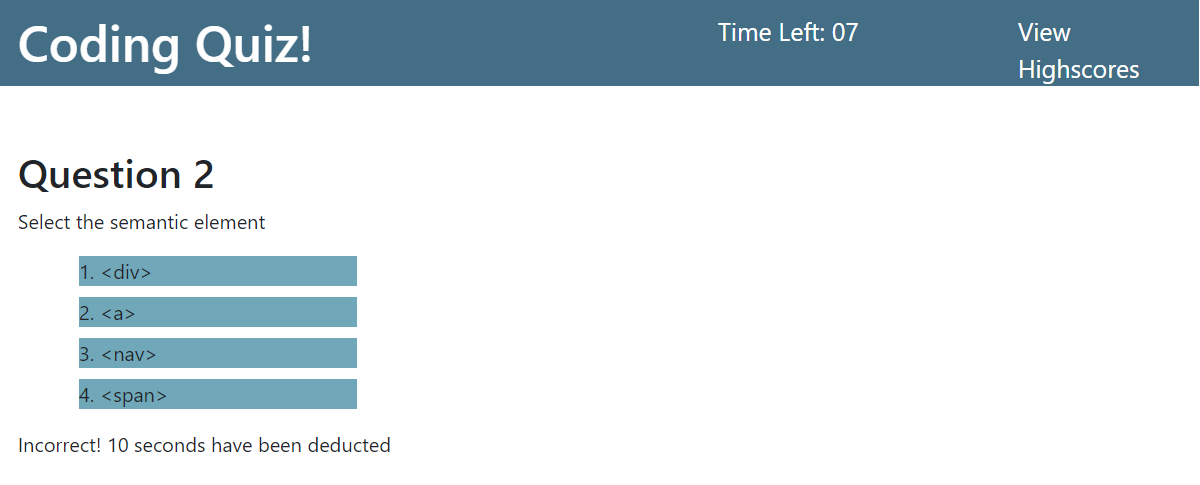 Coding Quiz!
Time Left: 07
View
Highscores
Question 2
Select the semantic element
1. <div>
2. <a>
3. <nav>
4. <span>
Incorrect! 10 seconds have been deducted